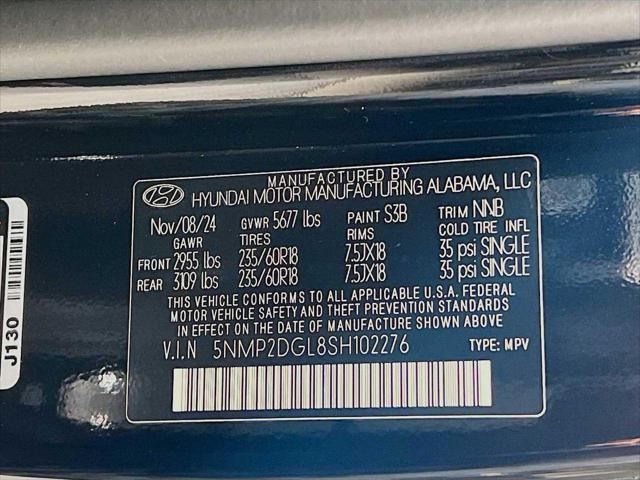 MANUFACTURED BY
HYUNDAI MOTOR MANUFACTURING ALABAMA, LLC
Nov/08/24 GVWR 5677 lbs PAINT S3B TRIM NNB
GAWR TIRES RIMS COLD TIRE INFL
FRONT 2955 lbs 235/60R18 7.5JX18 35 psi SINGLE
REAR 3109 lbs 235/60R18 7.5JX18 35 psi SINGLE
THIS VEHICLE CONFORMS TO ALL APPLICABLE U.S.A. FEDERAL
MOTOR VEHICLE SAFETY AND THEFT PREVENTION STANDARDS
IN EFFECT ON THE DATE OF MANUFACTURE SHOWN ABOVE
V.I.N 5NMP2DGL8SH102276 TYPE: MPV
J130